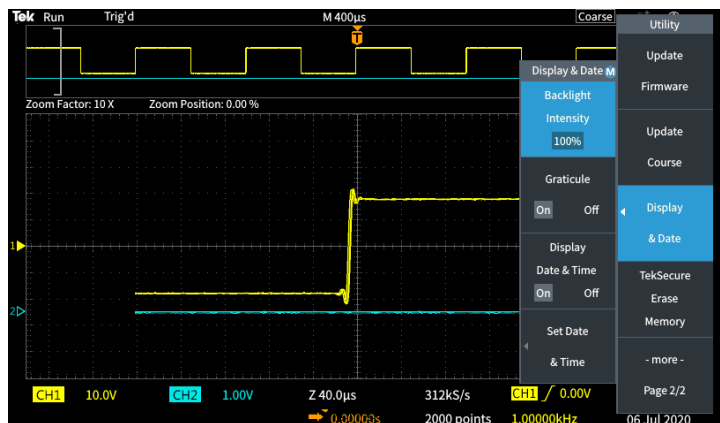 Tek Run Trig'd M 400µs Coarse
T
Zoom Factor: 10 X Zoom Position: 0.00 %
1
2
CH1 10.0V CH2 1.00V Z 40.0µs 312kS/s CH1 0.00V
0.00000s 2000 points 1.00000kHz 06 Jul 2020
Display & Date M
Backlight
Intensity
100%
Graticule
On Off
Display
Date & Time
On Off
Set Date
& Time
Utility
Update
Firmware
Update
Course
Display
& Date
TekSecure
Erase
Memory
- more -
Page 2/2